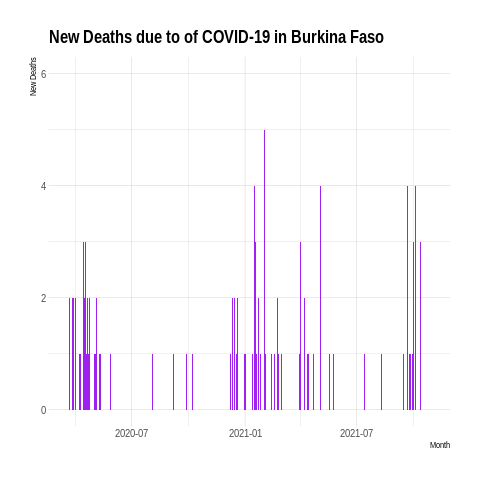 New Deaths due to of COVID-19 in Burkina Faso
New Deaths
6
4
2
0
2020-07
2021-01
2021-07
Month